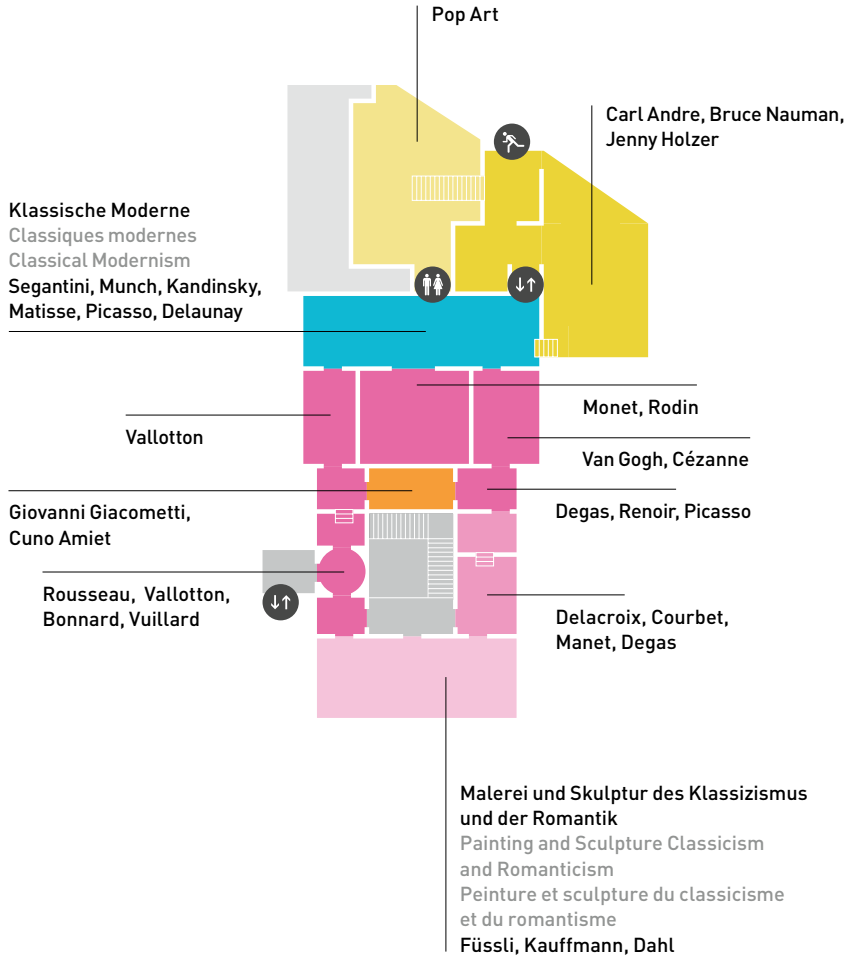 Pop Art
Carl Andre, Bruce Nauman,
Jenny Holzer
Klassische Moderne
Classiques modernes
Classical Modernism
Segantini, Munch, Kandinsky,
Matisse, Picasso, Delaunay
Monet, Rodin
Vallotton
Van Gogh, Cézanne
Giovanni Giacometti,
Cuno Amiet
Degas, Renoir, Picasso
Rousseau, Vallotton,
Bonnard, Vuillard
Delacroix, Courbet,
Manet, Degas
Malerei und Skulptur des Klassizismus
und der Romantik
Painting and Sculpture Classicism
and Romanticism
Peinture et sculpture du classicisme
et du romantisme
Füssli, Kauffmann, Dahl